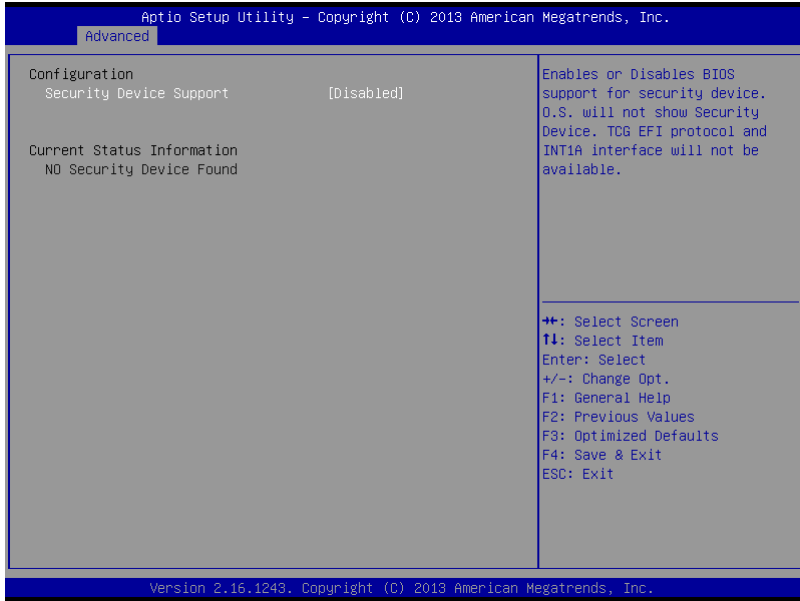 Aptio Setup Utility – Copyright (C) 2013 American Megatrends, Inc.
Advanced
Configuration
Security Device Support [Disabled]
Current Status Information
NO Security Device Found
Enables or Disables BIOS
support for security device.
O.S. will not show Security
Device. TCG EFI protocol and
INT1A interface will not be
available.
→←: Select Screen
↑↓: Select Item
Enter: Select
+/-: Change Opt.
F1: General Help
F2: Previous Values
F3: Optimized Defaults
F4: Save & Exit
ESC: Exit
Version 2.16.1243. Copyright (C) 2013 American Megatrends, Inc.